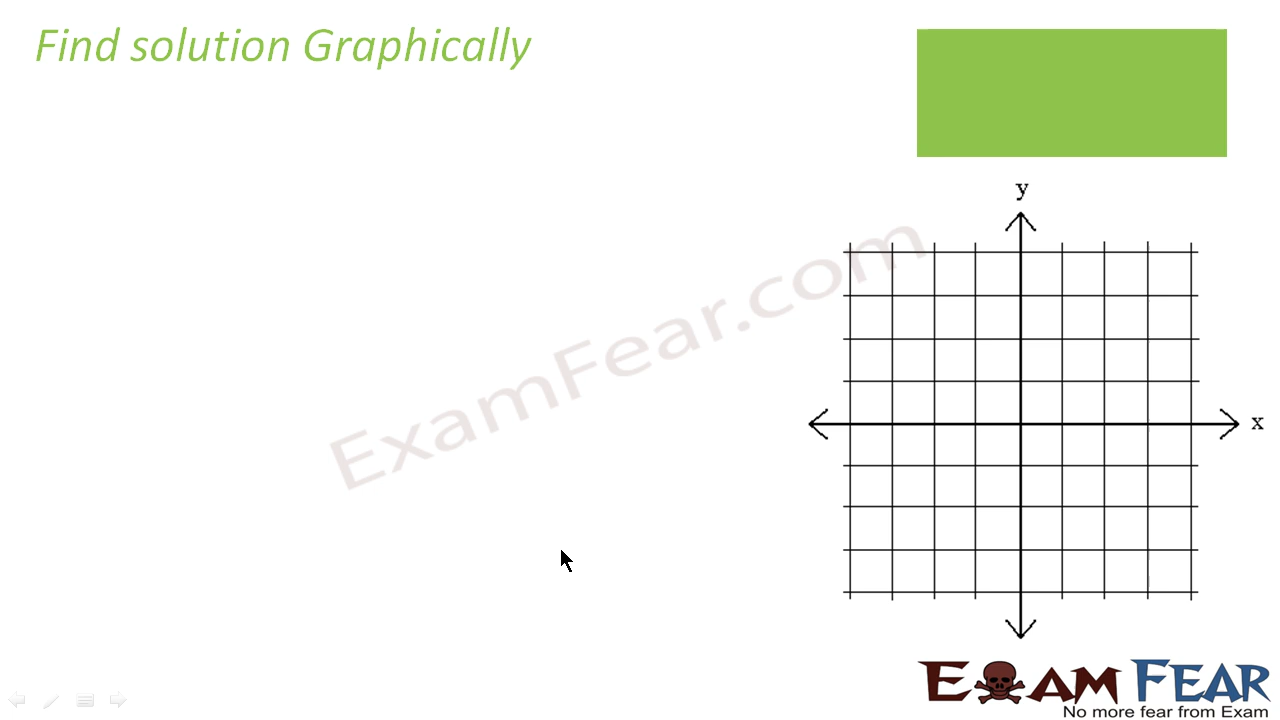 Find solution Graphically
y
ExamFear.com
x
EXAM FEAR
No more fear from Exam